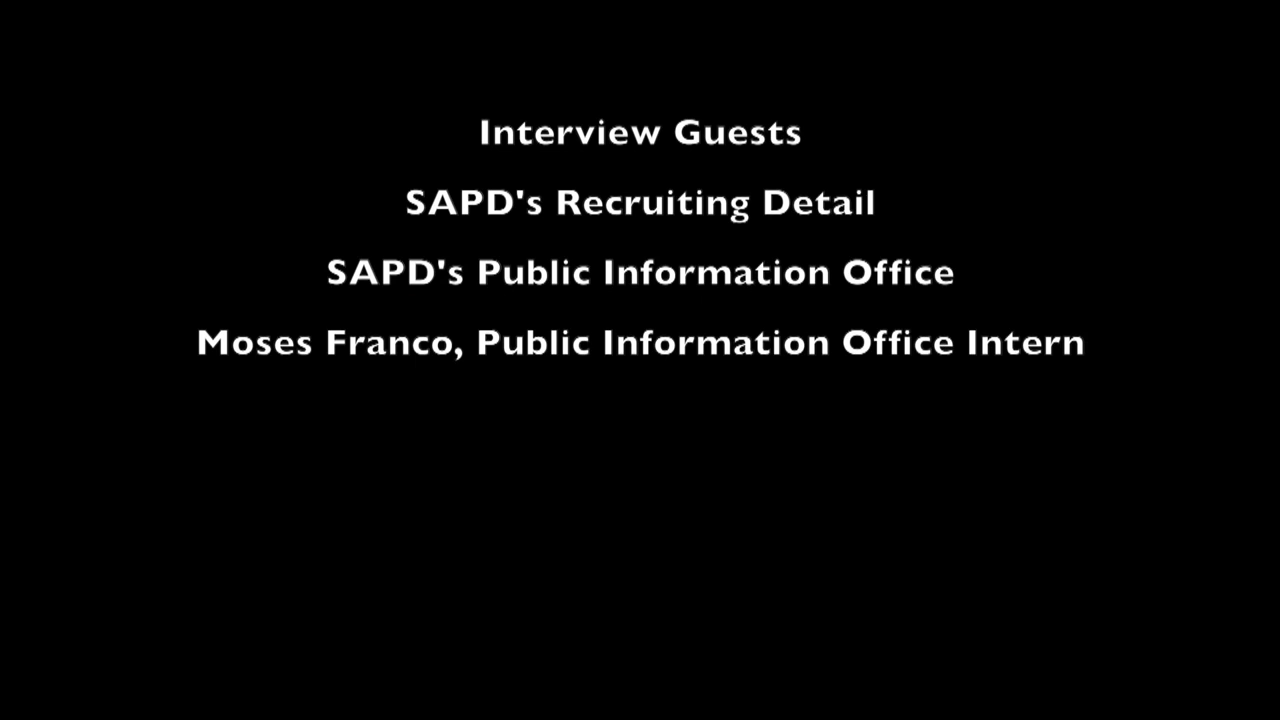 Interview Guests
SAPD's Recruiting Detail
SAPD's Public Information Office
Moses Franco, Public Information Office Intern